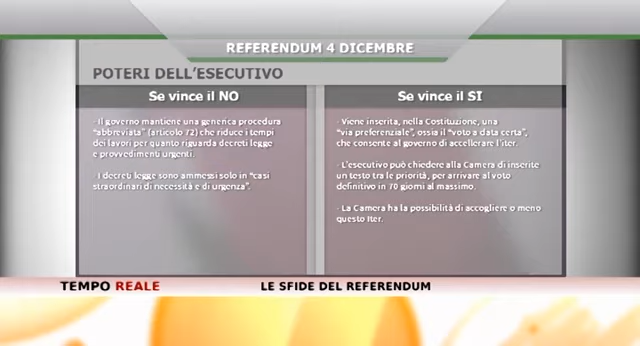 REFERENDUM 4 DICEMBRE
POTERI DELL'ESECUTIVO
Se vince il NO
- Il governo mantiene una generica procedura
"abbreviata" (articolo 72) che riduce i tempi
dei lavori per quanto riguarda decreti legge
e provvedimenti urgenti.
- I decreti legge sono ammessi solo in "casi
straordinari di necessità e di urgenza".
Se vince il SI
- Viene inserita, nella Costituzione, una
"via preferenziale", ossia il "voto a data certa",
che consente al governo di accellerare l'iter.
- L'esecutivo può chiedere alla Camera di inserire
un testo tra le priorità, per arrivare al voto
definitivo in 70 giorni al massimo.
- La Camera ha la possibilità di accogliere o meno
questo Iter.
TEMPO REALE
LE SFIDE DEL REFERENDUM